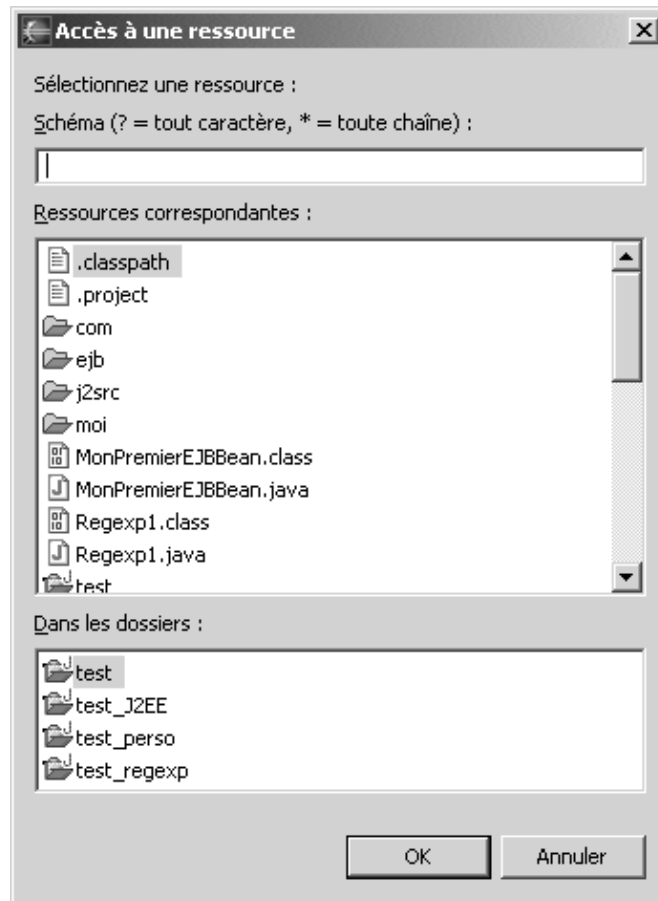 Accès à une ressource
Sélectionnez une ressource :
Schéma (? = tout caractère, * = toute chaîne) :
Ressources correspondantes :
.classpath
.project
com
ejb
j2src
moi
MonPremierEJBBean.class
MonPremierEJBBean.java
Regexp1.class
Regexp1.java
test
Dans les dossiers :
test
test_J2EE
test_perso
test_regexp
OK Annuler